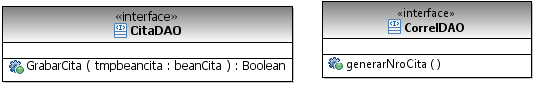 «interface»
CitaDAO
GrabarCita ( tmpbeancita : beanCita ) : Boolean
«interface»
CorrelDAO
generarNroCita ( )